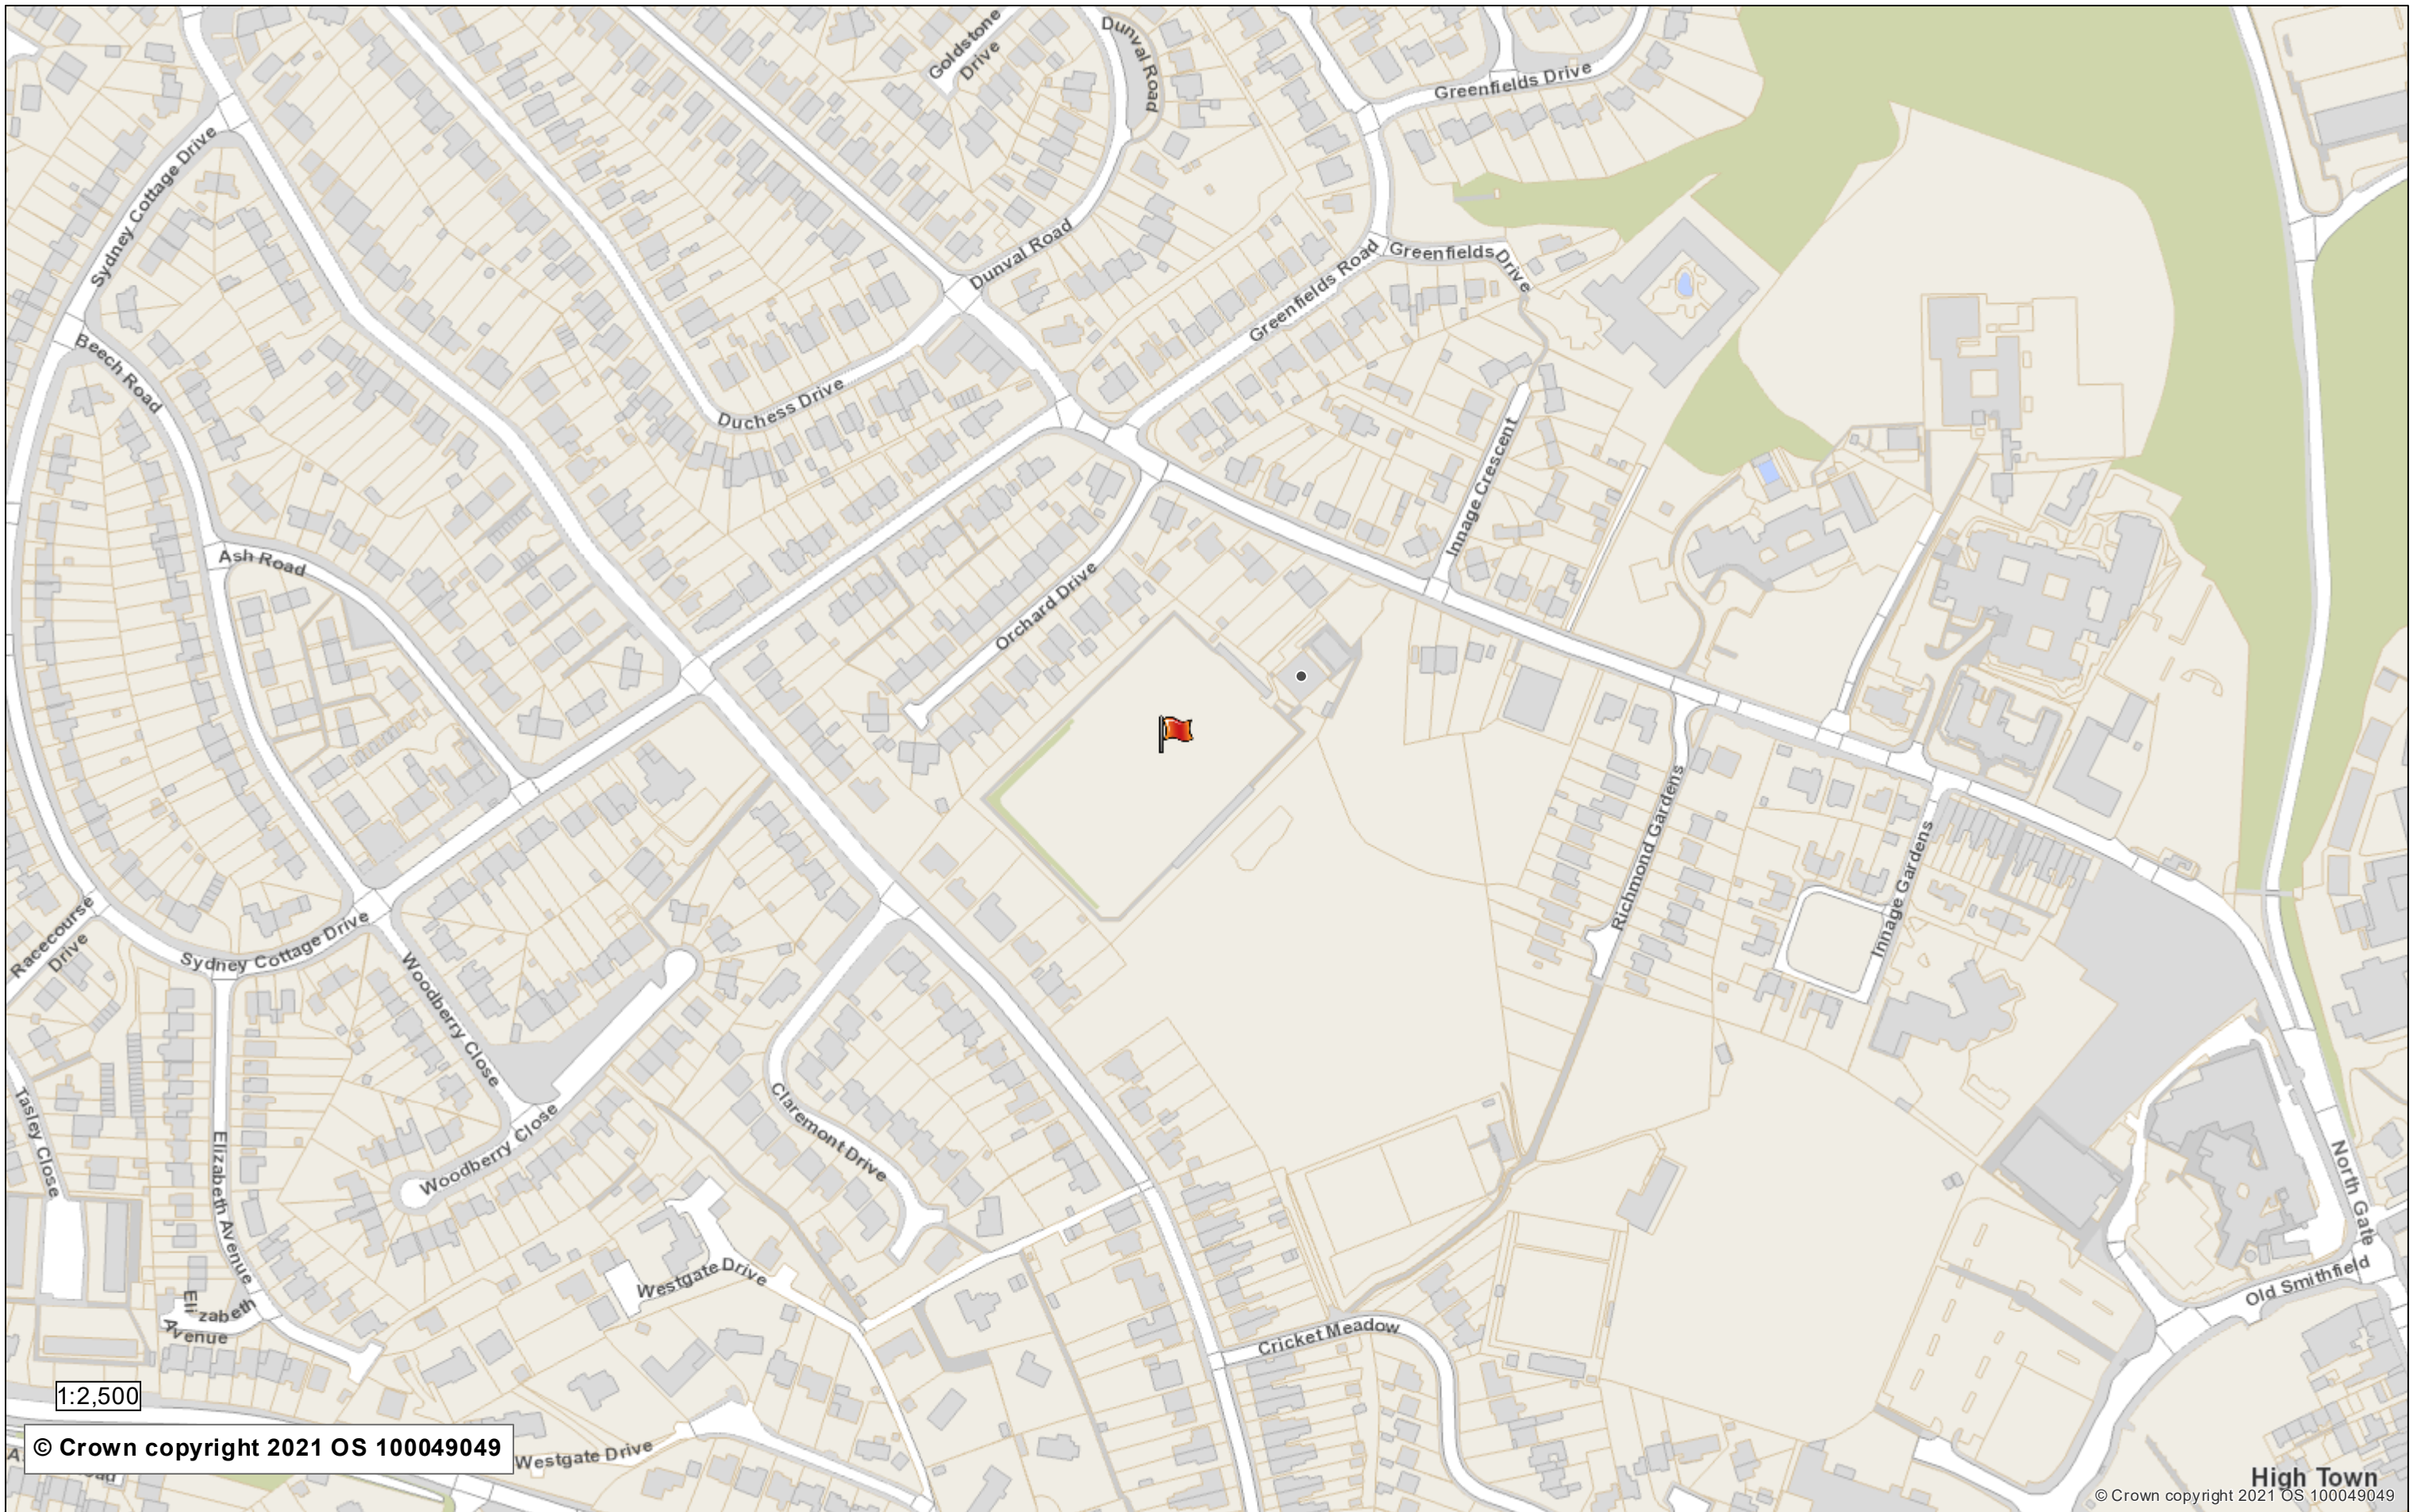 Goldstone
Drive
Dunval Road
Greenfields Drive
Sydney Cottage Drive
Dunval Road
Greenfields Road
Greenfields Drive
Beech Road
Duchess Drive
Innage Crescent
Ash Road
Orchard Drive
Richmond Gardens
Innage Gardens
Racecourse
Drive
Sydney Cottage Drive
Woodberry Close
Claremont Drive
Tasley Close
Woodberry Close
Elizabeth Avenue
North Gate
Westgate Drive
Old Smithfield
Elizabeth
Avenue
Cricket Meadow
1:2,500
© Crown copyright 2021 OS 100049049
Westgate Drive
High Town
© Crown copyright 2021 OS 100049049